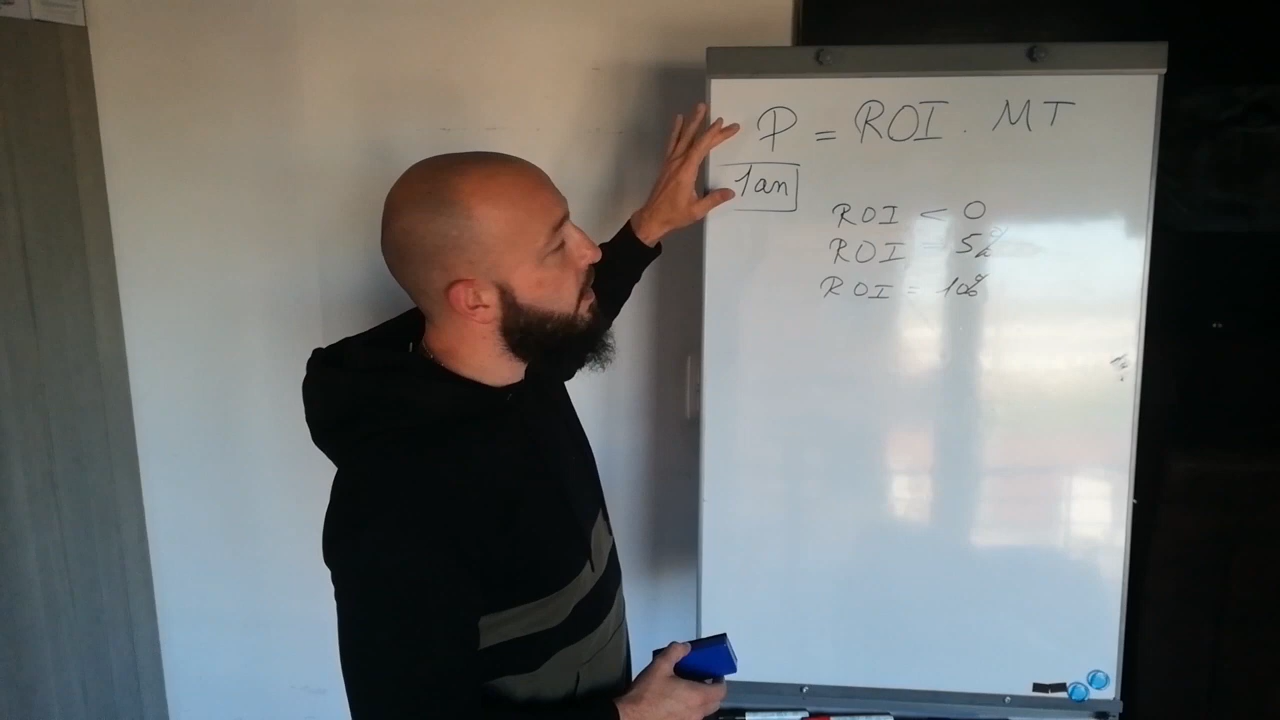 P = ROI . MT
1an
ROI < 0
ROI = 5%
ROI = 10%